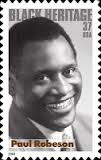 BLACK HERITAGE
37
USA
Paul Robeson